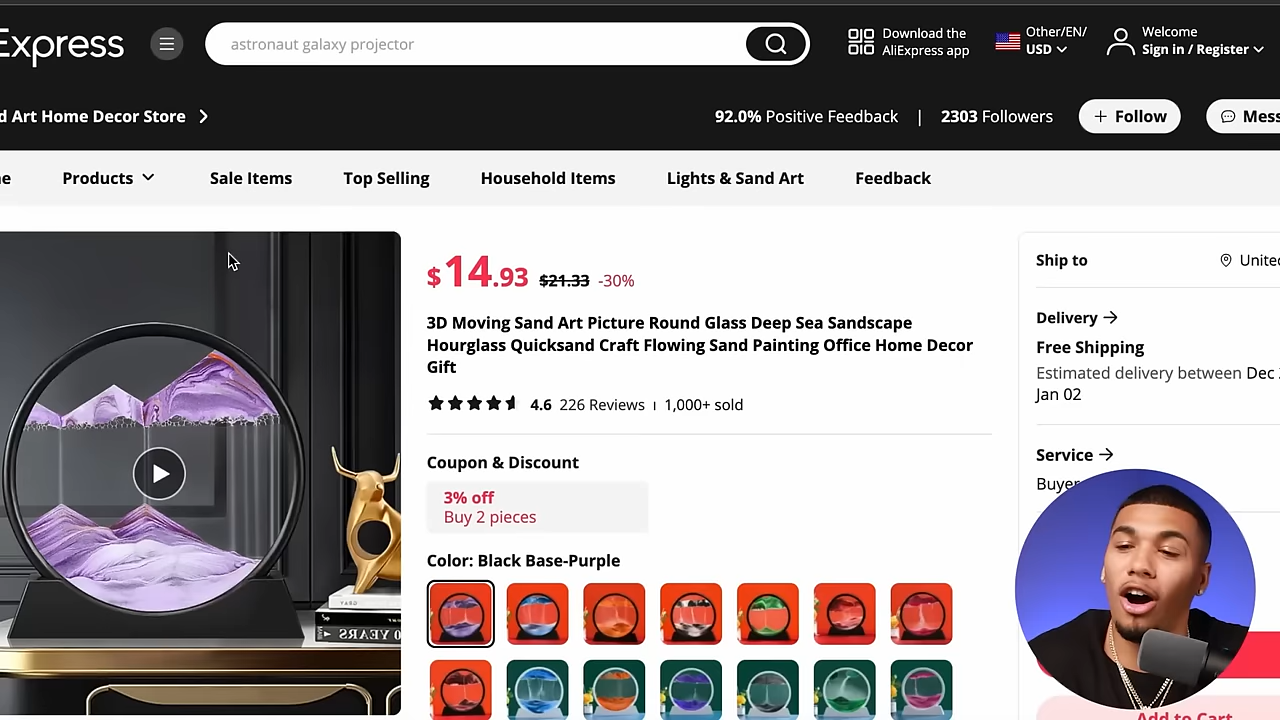 Express
astronaut galaxy projector
Download the
AliExpress app
Other/EN/
USD
Welcome
Sign in / Register
d Art Home Decor Store
92.0% Positive Feedback | 2303 Followers
+ Follow
Mess
e
Products
Sale Items
Top Selling
Household Items
Lights & Sand Art
Feedback
$14.93 $21.33 -30%
3D Moving Sand Art Picture Round Glass Deep Sea Sandscape
Hourglass Quicksand Craft Flowing Sand Painting Office Home Decor
Gift
4.6 226 Reviews 1,000+ sold
Coupon & Discount
3% off
Buy 2 pieces
Color: Black Base-Purple
Ship to
United
Delivery
Free Shipping
Estimated delivery between Dec
Jan 02
Service
Buyer
Add to Cart
GRAY
10 YEARS